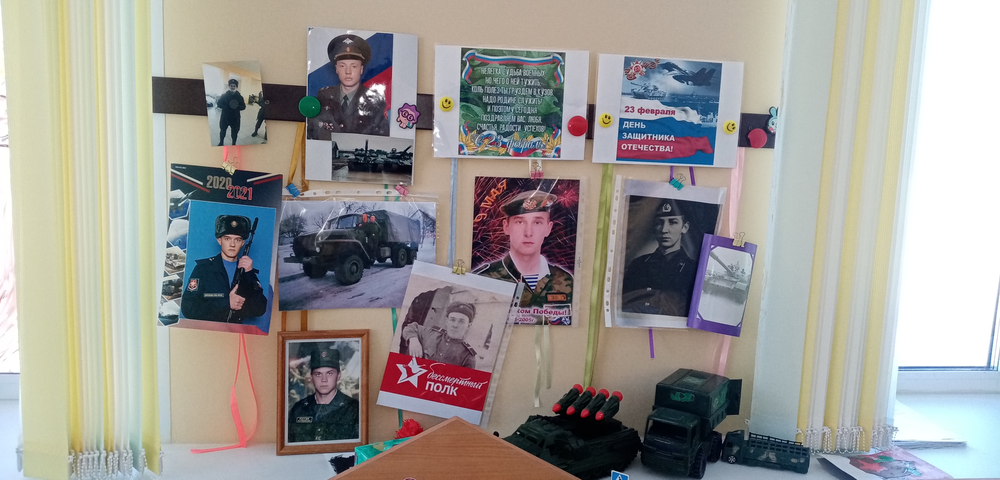 НЕЛЕГКА СУДЬБА ВОЕННЫХ,
НО ЧЕГО О НЕЙ ТУЖИТЬ,
КОЛЬ ПОЛЕЗ ТЫ ГРУЗДЕМ В КУЗОВ,
НАДО РОДИНЕ СЛУЖИТЬ!
И ПОЭТОМУ СЕГОДНЯ
ПОЗДРАВЛЯЕМ ВАС, ЛЮБЯ,
СЧАСТЬЯ, РАДОСТИ, УСПЕХОВ!
С 23 февраля!
23 февраля
ДЕНЬ
ЗАЩИТНИКА
ОТЕЧЕСТВА!
2020
2021
9 МАЯ
ком Победы!
5-2005г.
бессмертный
ПОЛК
РОССИЯ